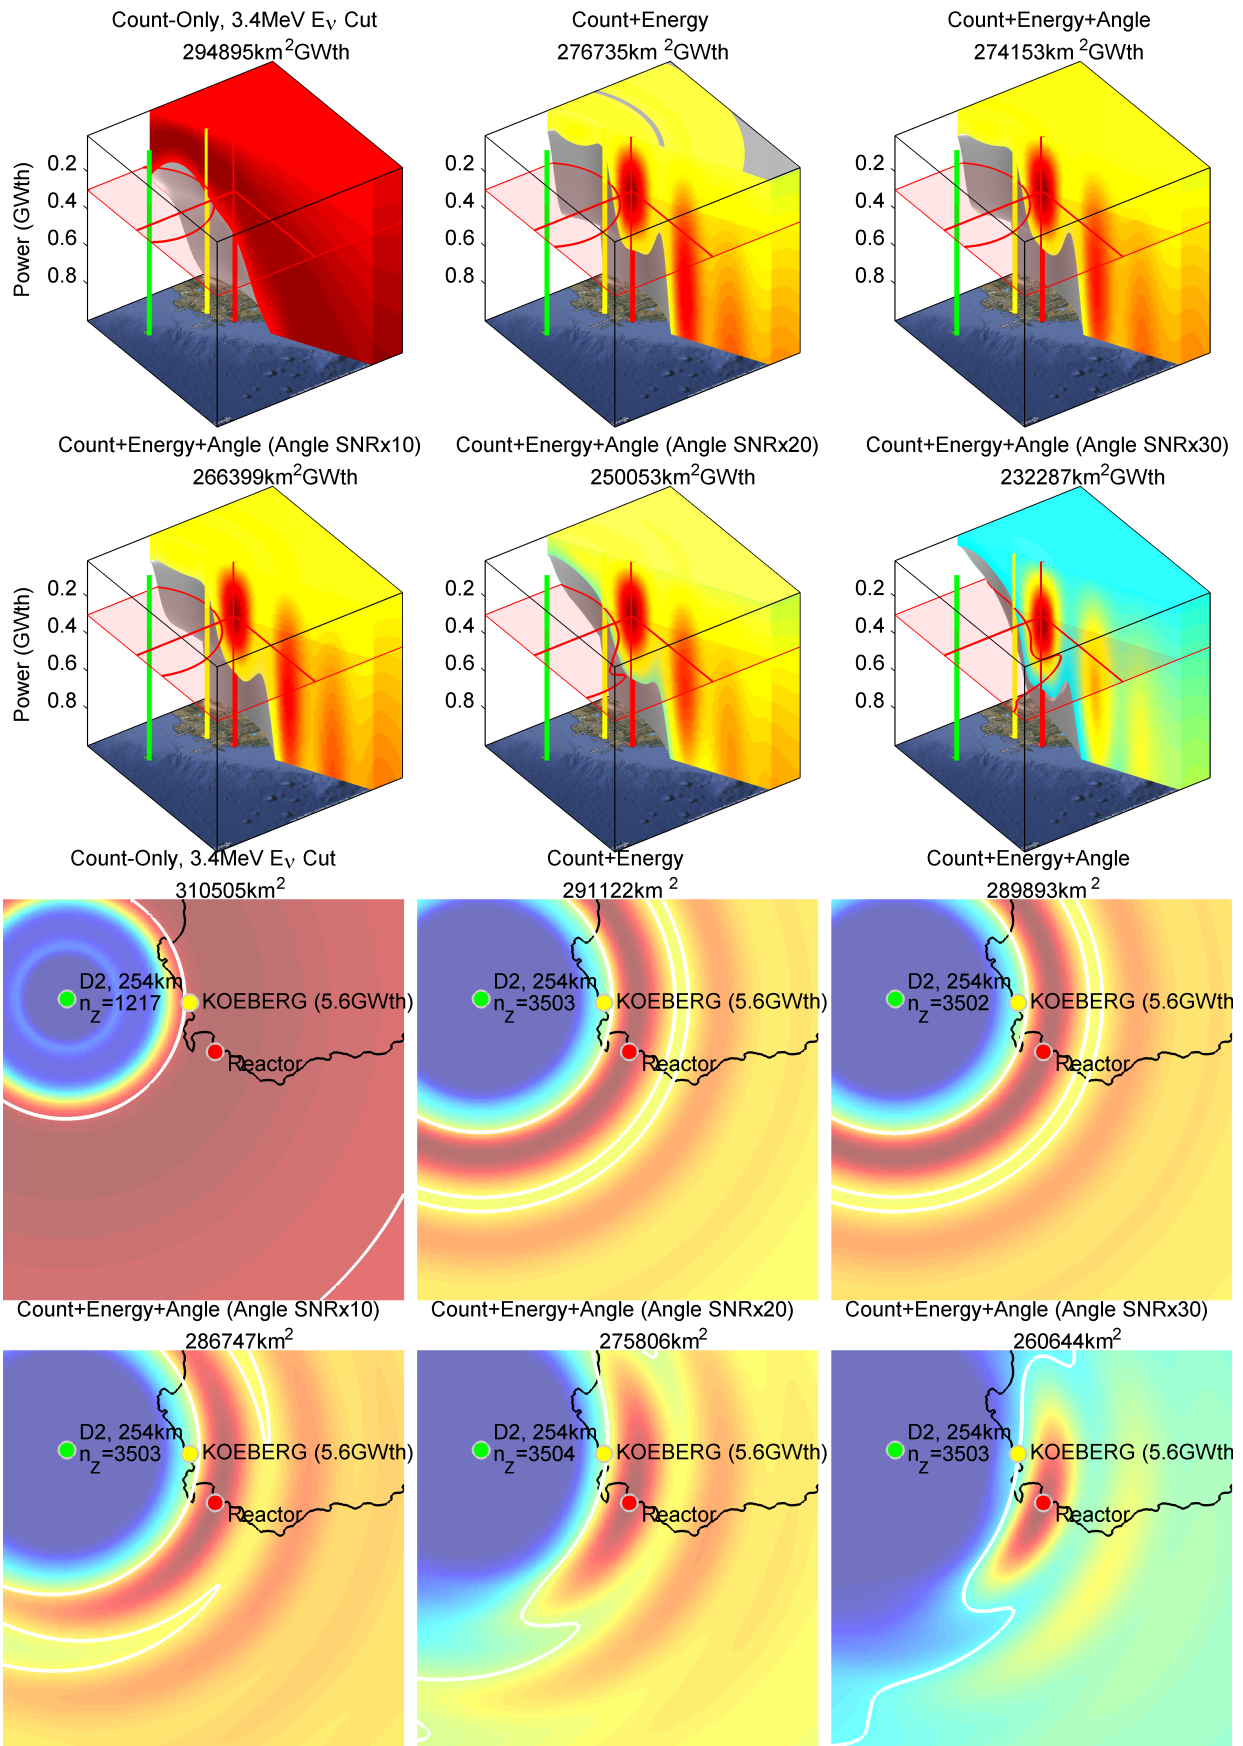 Count-Only, 3.4MeV Eν Cut
294895km²GWth
Count+Energy
276735km ²GWth
Count+Energy+Angle
274153km²GWth
Power (GWth)
0.2
0.4
0.6
0.8
0.2
0.4
0.6
0.8
0.2
0.4
0.6
0.8
Count+Energy+Angle (Angle SNRx10)
266399km²GWth
Count+Energy+Angle (Angle SNRx20)
250053km²GWth
Count+Energy+Angle (Angle SNRx30)
232287km²GWth
Power (GWth)
0.2
0.4
0.6
0.8
0.2
0.4
0.6
0.8
0.2
0.4
0.6
0.8
Count-Only, 3.4MeV Eν Cut
310505km²
Count+Energy
291122km ²
Count+Energy+Angle
289893km ²
D2, 254km
n_z=1217
KOEBERG (5.6GWth)
Reactor
D2, 254km
n_z=3503
KOEBERG (5.6GWth)
Reactor
D2, 254km
n_z=3502
KOEBERG (5.6GWth)
Reactor
Count+Energy+Angle (Angle SNRx10)
286747km²
Count+Energy+Angle (Angle SNRx20)
275806km²
Count+Energy+Angle (Angle SNRx30)
260644km²
D2, 254km
n_z=3503
KOEBERG (5.6GWth)
Reactor
D2, 254km
n_z=3504
KOEBERG (5.6GWth)
Reactor
D2, 254km
n_z=3503
KOEBERG (5.6GWth)
Reactor